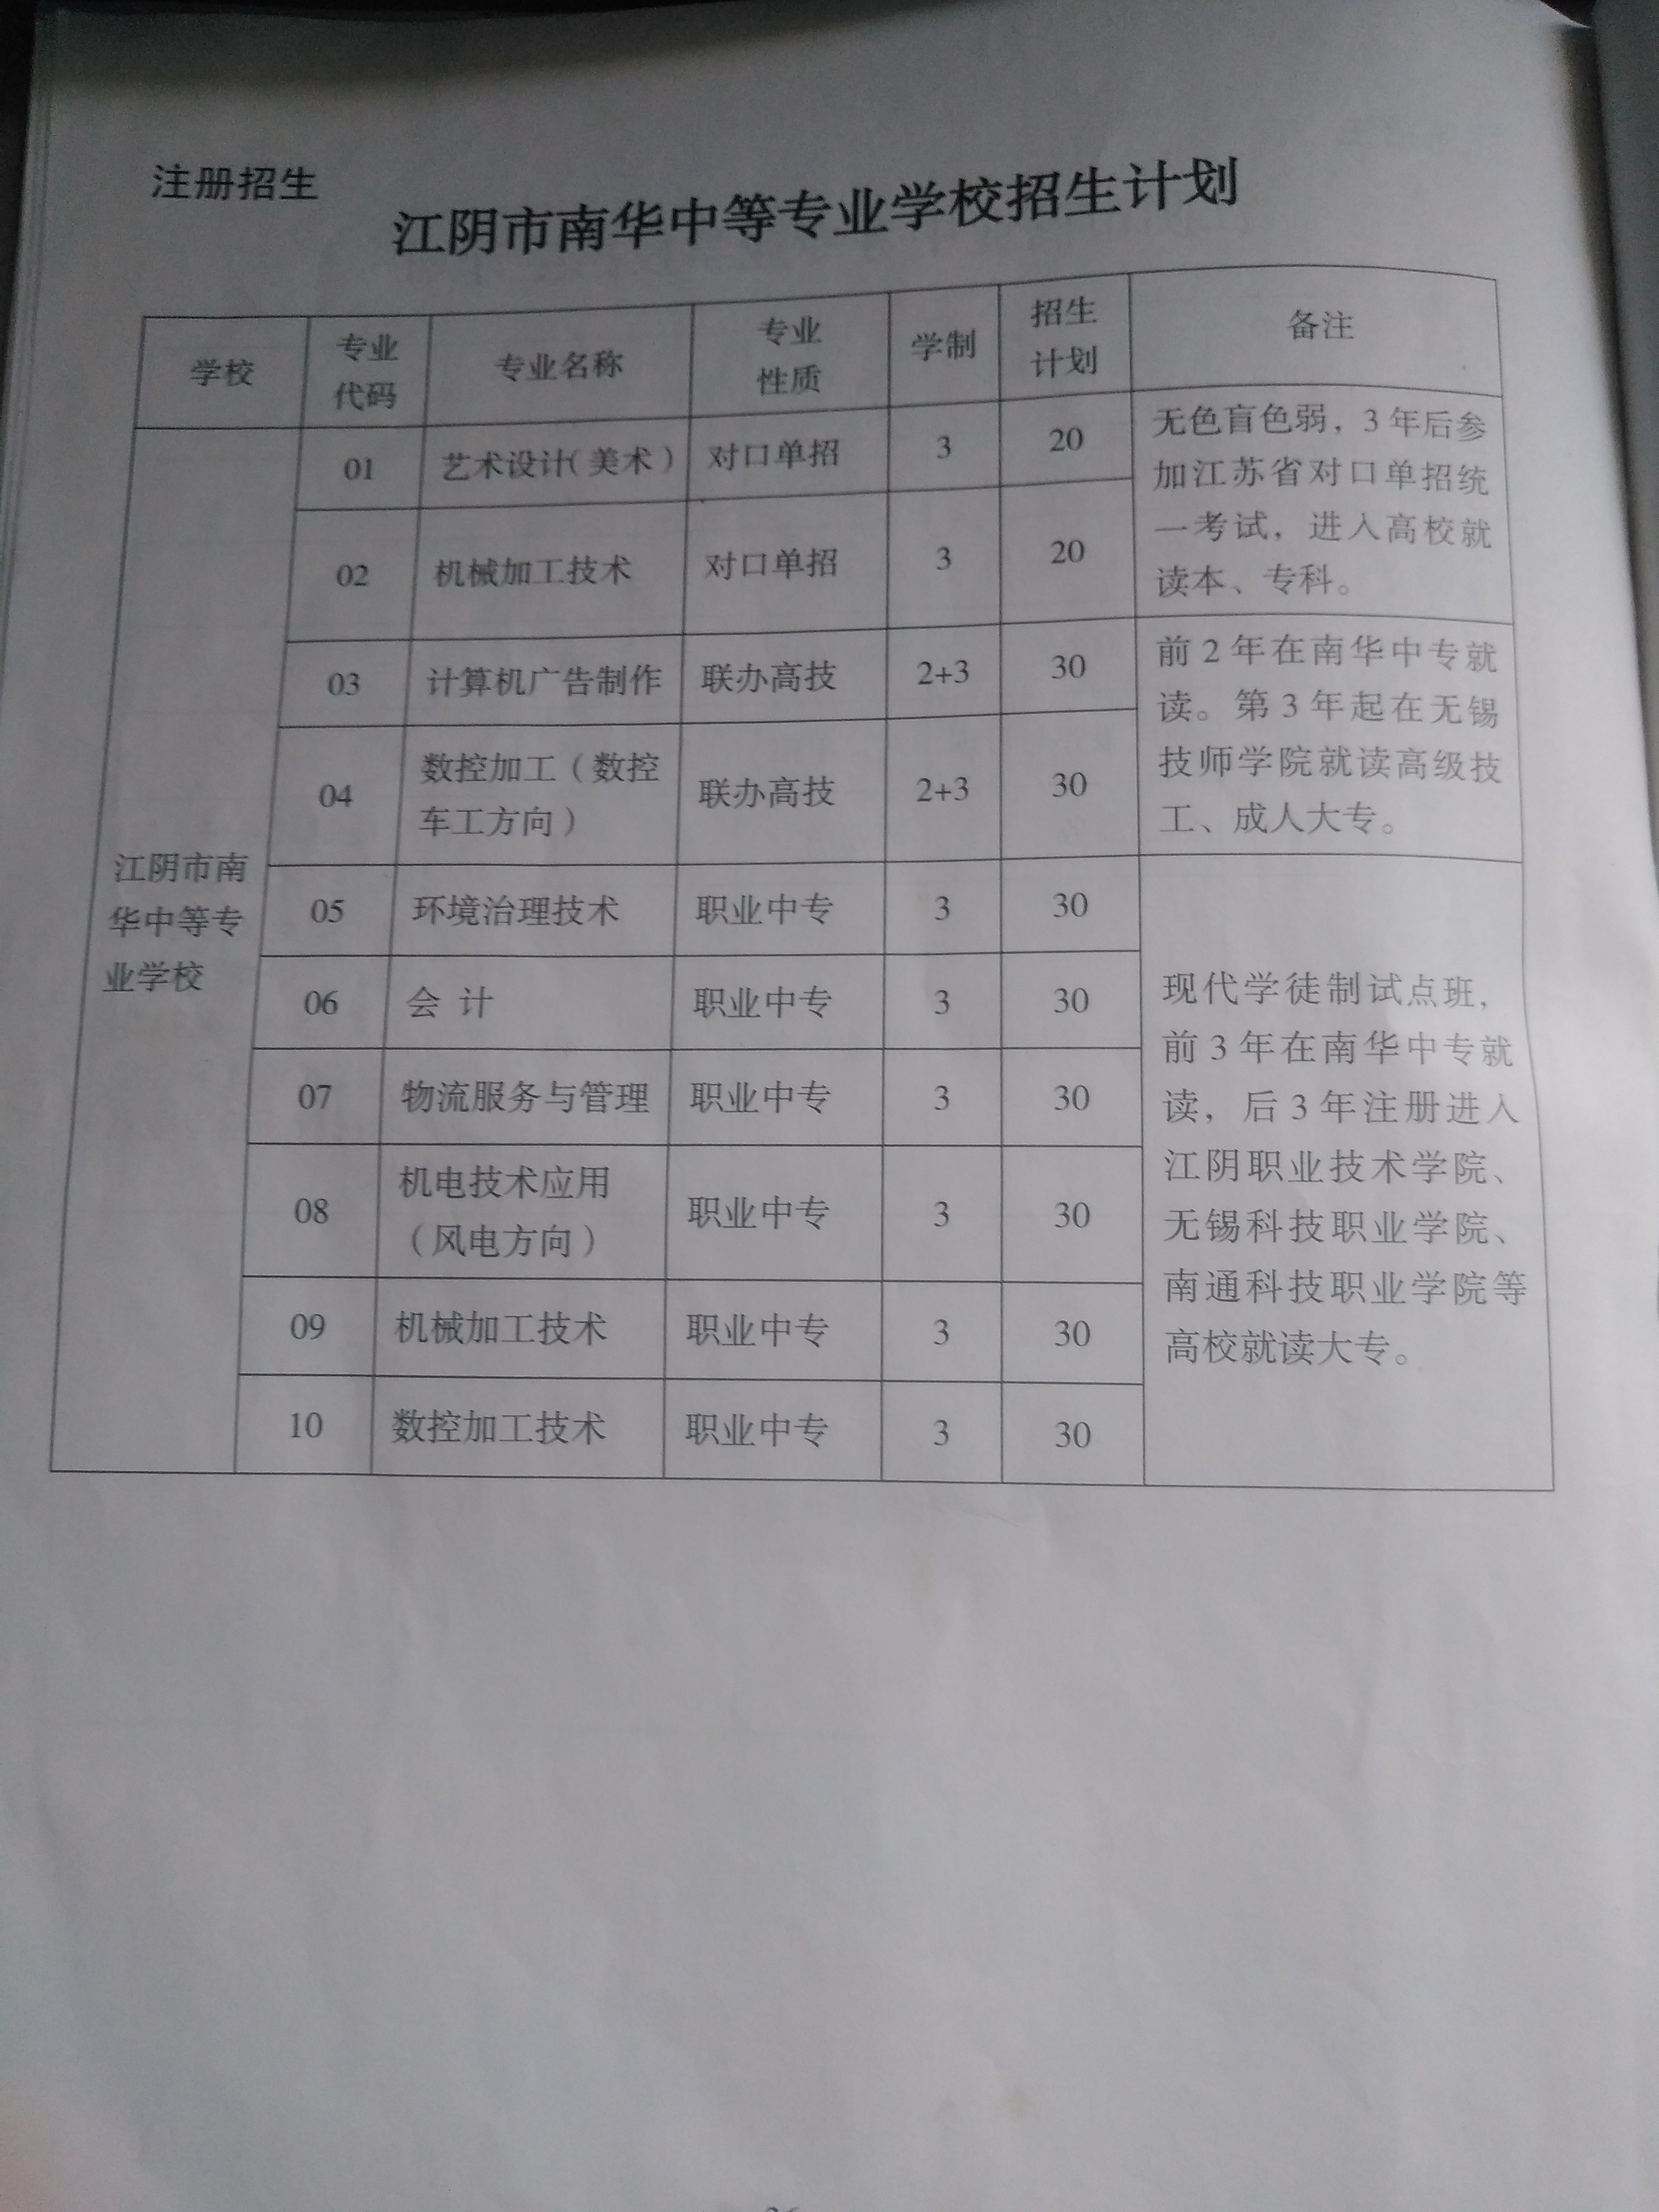 注册招生
江阴市南华中等专业学校招生计划
学校 专业代码 专业名称 专业性质 学制 招生计划 备注
江阴市南
华中等专
业学校
01 艺术设计（美术） 对口单招 3 20
02 机械加工技术 对口单招 3 20
无色盲色弱，3年后参
加江苏省对口单招统
一考试，进入高校就
读本、专科。
03 计算机广告制作 联办高技 2+3 30
04 数控加工（数控
车工方向） 联办高技 2+3 30
前2年在南华中专就
读。第3年起在无锡
技师学院就读高级技
工、成人大专。
05 环境治理技术 职业中专 3 30
06 会 计 职业中专 3 30
07 物流服务与管理 职业中专 3 30
08 机电技术应用
（风电方向） 职业中专 3 30
09 机械加工技术 职业中专 3 30
10 数控加工技术 职业中专 3 30
现代学徒制试点班，
前3年在南华中专就
读，后3年注册进入
江阴职业技术学院、
无锡科技职业学院、
南通科技职业学院等
高校就读大专。